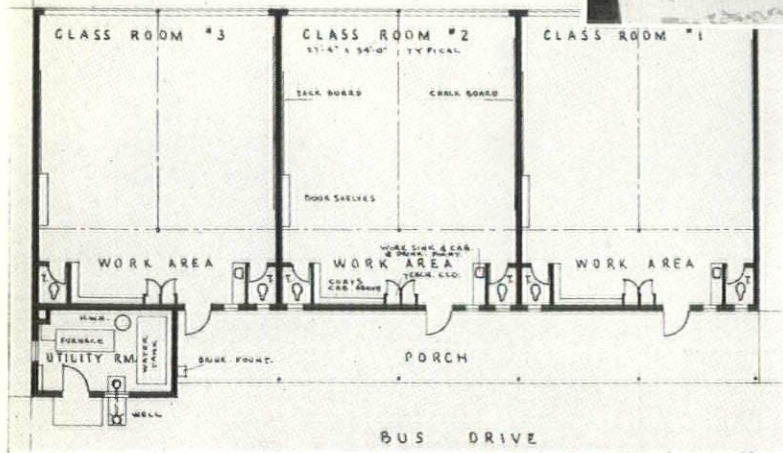 CLASS ROOM #3
CLASS ROOM #2
CLASS ROOM #1
TYPICAL
TACK BOARD
CHALK BOARD
BOOK SHELVES
WORK SINK & CAB.
& DRINK. FOUNT.
WORK AREA
WORK AREA
WORK AREA
T.
T.
T.
T.
T.
TEACH. CLO.
CAB. ABOVE
H.W.H.
FURNACE
WATER TANK
UTILITY RM.
DRINK. FOUNT.
PORCH
WELL
BUS DRIVE